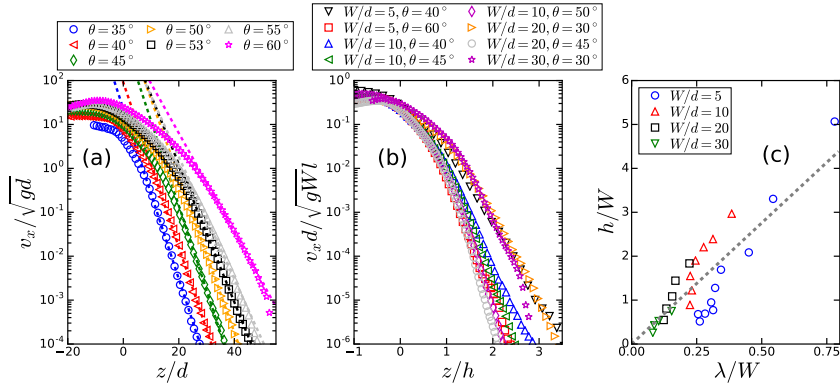 θ=35° θ=50° θ=55°
θ=40° θ=53° θ=60°
θ=45°
W/d=5,θ=40° W/d=10,θ=50°
W/d=5,θ=60° W/d=20,θ=30°
W/d=10,θ=40° W/d=20,θ=45°
W/d=10,θ=45° W/d=30,θ=30°
10²
10¹
10⁰
10⁻¹
10⁻²
10⁻³
10⁻⁴
v_x/√gd
(a)
−20 0 20 40
z/d
10⁰
10⁻¹
10⁻²
10⁻³
10⁻⁴
10⁻⁵
10⁻⁶
v_x d/√gWl
(b)
−1 0 1 2 3
z/h
W/d=5
W/d=10
W/d=20
W/d=30
(c)
6
5
4
3
2
1
0
h/W
0.00 0.25 0.50 0.75
λ/W